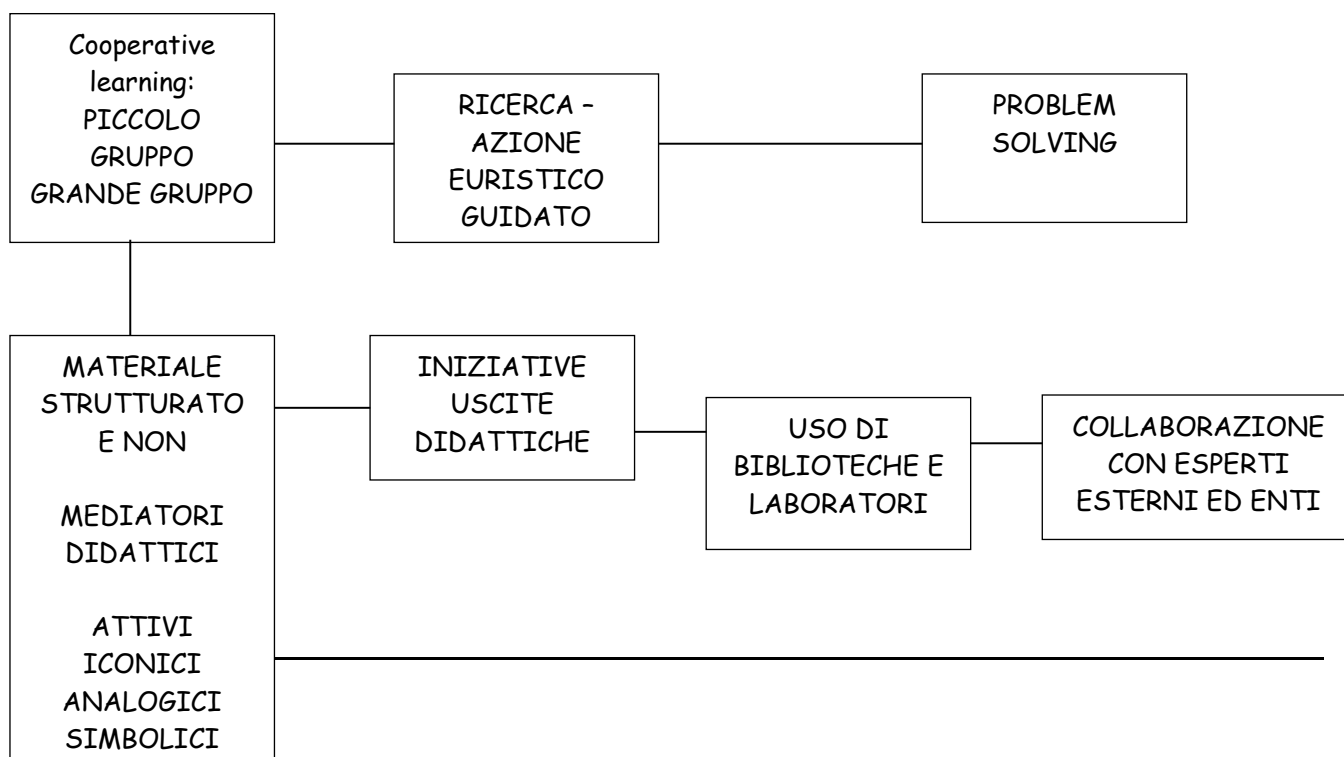 Cooperative
learning:
PICCOLO
GRUPPO
GRANDE GRUPPO
RICERCA –
AZIONE
EURISTICO
GUIDATO
PROBLEM
SOLVING
MATERIALE
STRUTTURATO
E NON
MEDIATORI
DIDATTICI
ATTIVI
ICONICI
ANALOGICI
SIMBOLICI
INIZIATIVE
USCITE
DIDATTICHE
USO DI
BIBLIOTECHE E
LABORATORI
COLLABORAZIONE
CON ESPERTI
ESTERNI ED ENTI